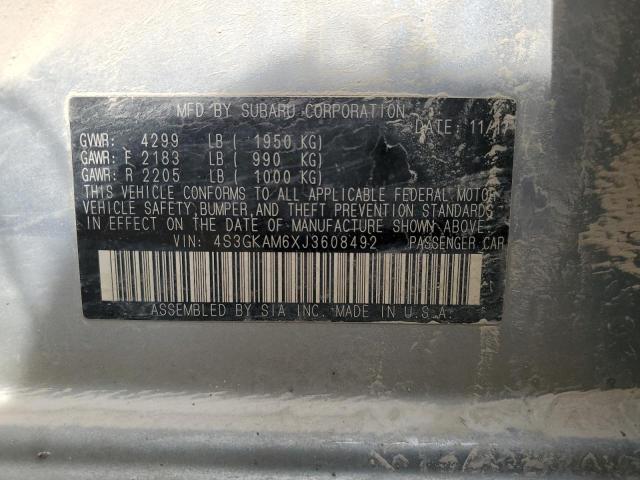 MFD BY SUBARU CORPORATION
DATE: 11/17
GVWR: 4299 LB ( 1950 KG)
GAWR: F 2183 LB ( 990 KG)
GAWR: R 2205 LB ( 1000 KG)
THIS VEHICLE CONFORMS TO ALL APPLICABLE FEDERAL MOTOR
VEHICLE SAFETY, BUMPER, AND THEFT PREVENTION STANDARDS
IN EFFECT ON THE DATE OF MANUFACTURE SHOWN ABOVE.
VIN: 4S3GKAM6XJ3608492 PASSENGER CAR
ASSEMBLED BY SIA INC. MADE IN U.S.A.